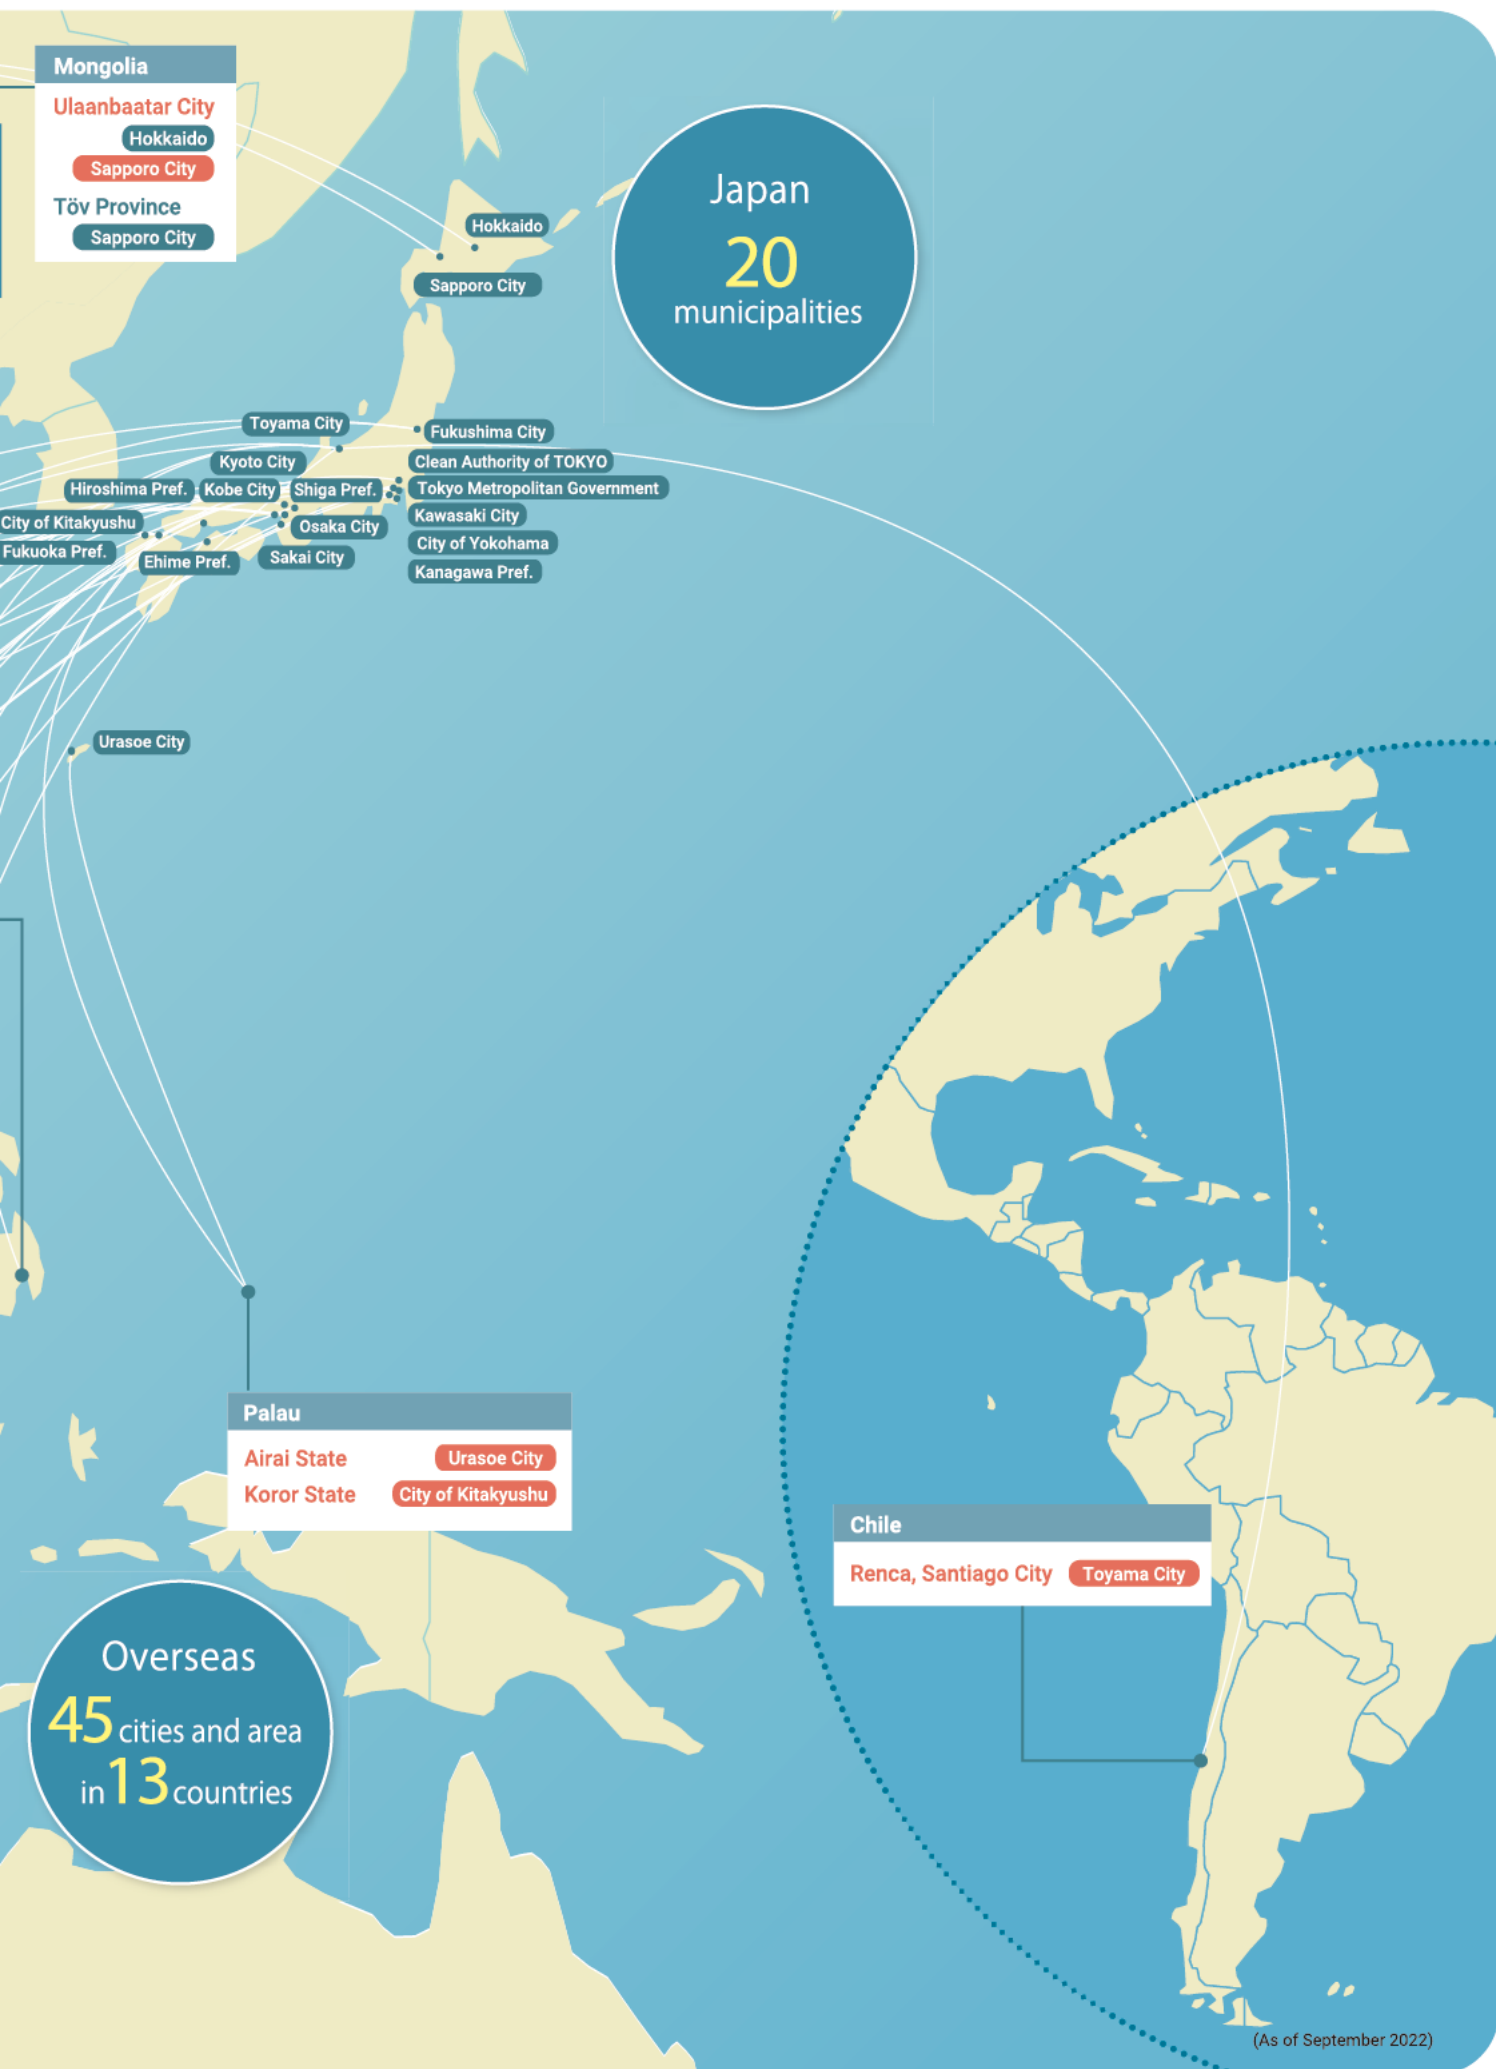 Mongolia
Ulaanbaatar City
Hokkaido
Sapporo City
Töv Province
Sapporo City
Japan
20
municipalities
Hokkaido
Sapporo City
Toyama City
Fukushima City
Kyoto City
Clean Authority of TOKYO
Hiroshima Pref.
Kobe City
Shiga Pref.
Tokyo Metropolitan Government
City of Kitakyushu
Osaka City
Kawasaki City
Fukuoka Pref.
Ehime Pref.
Sakai City
City of Yokohama
Kanagawa Pref.
Urasoe City
Palau
Airai State Urasoe City
Koror State City of Kitakyushu
Chile
Renca, Santiago City Toyama City
Overseas
45 cities and area
in 13 countries
(As of September 2022)